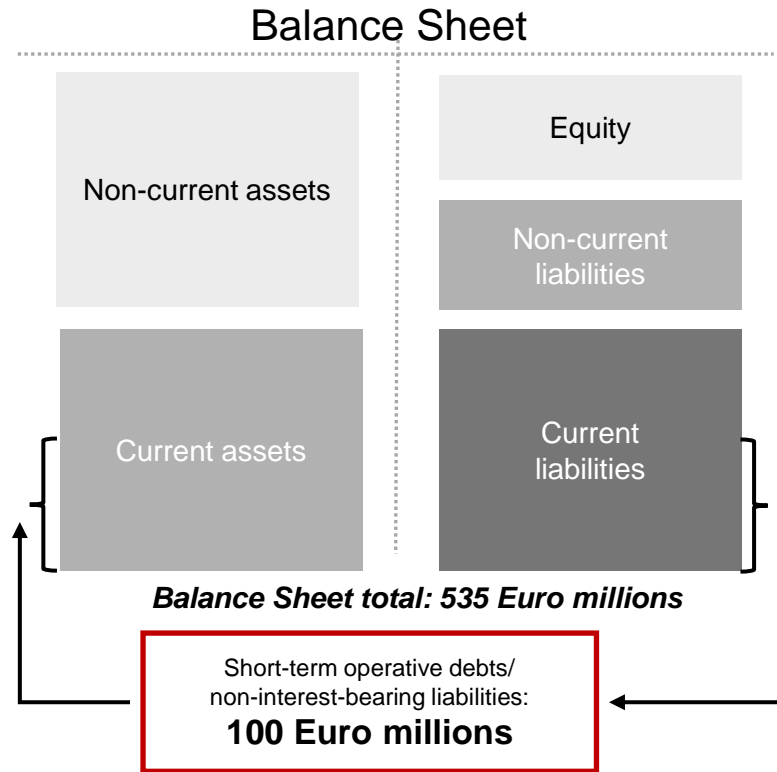 Balance Sheet
Non-current assets
Equity
Non-current
liabilities
Current assets
Current
liabilities
Balance Sheet total: 535 Euro millions
Short-term operative debts/
non-interest-bearing liabilities:
100 Euro millions